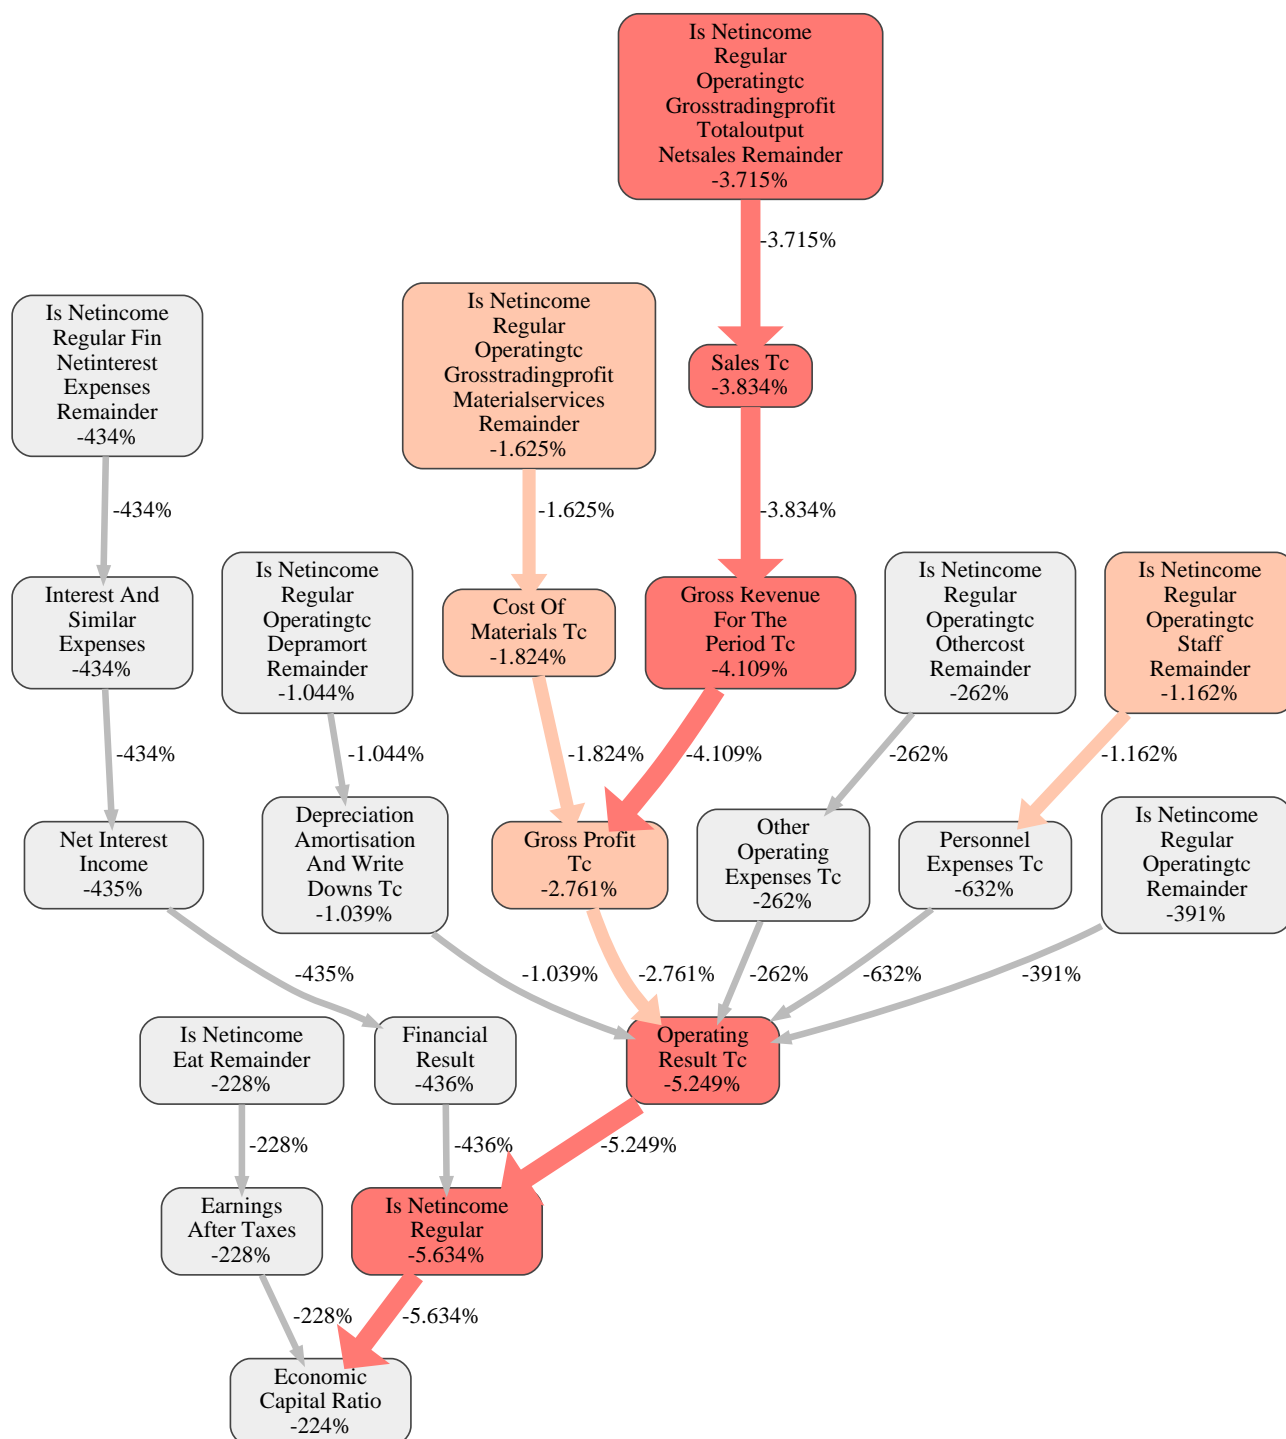 Is Netincome
Regular
Operatingtc
Grosstradingprofit
Totaloutput
Netsales Remainder
-3.715%
-3.715%
Is Netincome
Regular Fin
Netinterest
Expenses
Remainder
-434%
Is Netincome
Regular
Operatingtc
Grosstradingprofit
Materialservices
Remainder
-1.625%
Sales Tc
-3.834%
-434%
-1.625%
-3.834%
Interest And
Similar
Expenses
-434%
Is Netincome
Regular
Operatingtc
Depramort
Remainder
-1.044%
Cost Of
Materials Tc
-1.824%
Gross Revenue
For The
Period Tc
-4.109%
Is Netincome
Regular
Operatingtc
Othercost
Remainder
-262%
Is Netincome
Regular
Operatingtc
Staff
Remainder
-1.162%
-434%
-1.044%
-1.824%
-4.109%
-262%
-1.162%
Net Interest
Income
-435%
Depreciation
Amortisation
And Write
Downs Tc
-1.039%
Gross Profit
Tc
-2.761%
Other
Operating
Expenses Tc
-262%
Personnel
Expenses Tc
-632%
Is Netincome
Regular
Operatingtc
Remainder
-391%
-435%
-1.039%
-2.761%
-262%
-632%
-391%
Is Netincome
Eat Remainder
-228%
Financial
Result
-436%
Operating
Result Tc
-5.249%
-228%
-436%
-5.249%
Earnings
After Taxes
-228%
Is Netincome
Regular
-5.634%
-228%
-5.634%
Economic
Capital Ratio
-224%